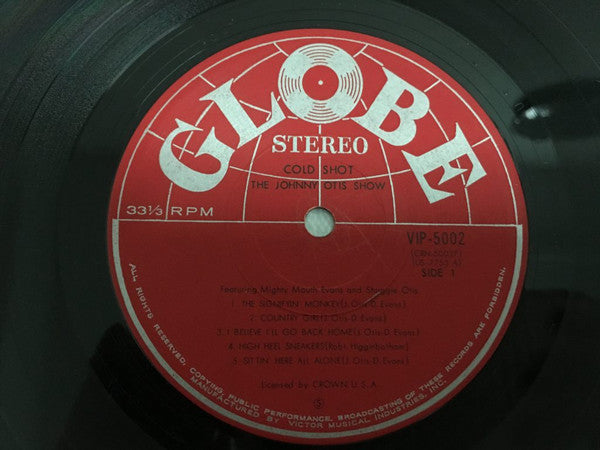 GLOBE
STEREO
COLD SHOT
THE JOHNNY OTIS SHOW
33⅓ RPM
VIP-5002
SIDE 1
Featuring Mighty Mouth Evans and Shuggie Otis
1. THE SIGNIFYIN' MONKEY(J. Otis-D. Evans)
2. COUNTRY GIRL(J. Otis-D. Evans)
3. I BELIEVE I'LL GO BACK HOME(J. Otis-D. Evans)
4. HIGH HEEL SNEAKERS(Robt. Higginbotham)
5. SITTIN' HERE ALL ALONE(J. Otis-D. Evans)
Licensed by CROWN U.S.A.
(S)
ALL RIGHTS RESERVED. COPYING, PUBLIC PERFORMANCE, BROADCASTING OF THESE RECORDS ARE FORBIDDEN.
MANUFACTURED BY VICTOR MUSICAL INDUSTRIES, INC.